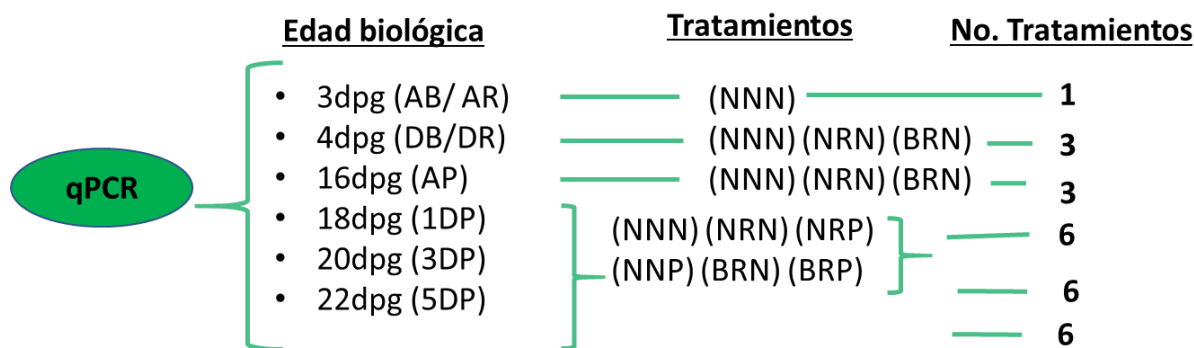 Edad biológica Tratamientos No. Tratamientos
• 3dpg (AB/ AR) (NNN) 1
• 4dpg (DB/DR) (NNN) (NRN) (BRN) 3
qPCR
• 16dpg (AP) (NNN) (NRN) (BRN) 3
• 18dpg (1DP) (NNN) (NRN) (NRP) 6
• 20dpg (3DP) (NNP) (BRN) (BRP) 6
• 22dpg (5DP) 6